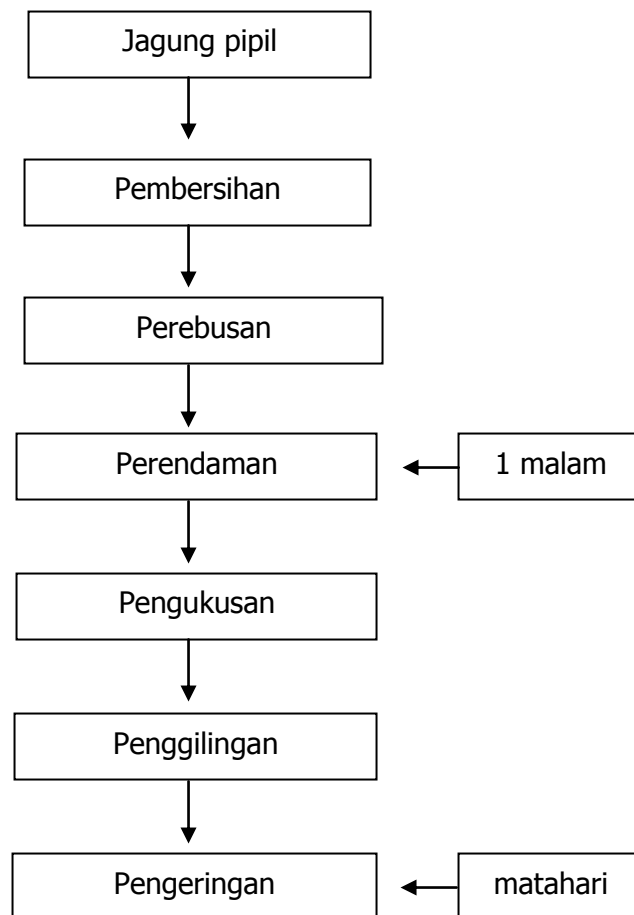 Jagung pipil
Pembersihan
Perebusan
Perendaman
1 malam
Pengukusan
Penggilingan
Pengeringan
matahari